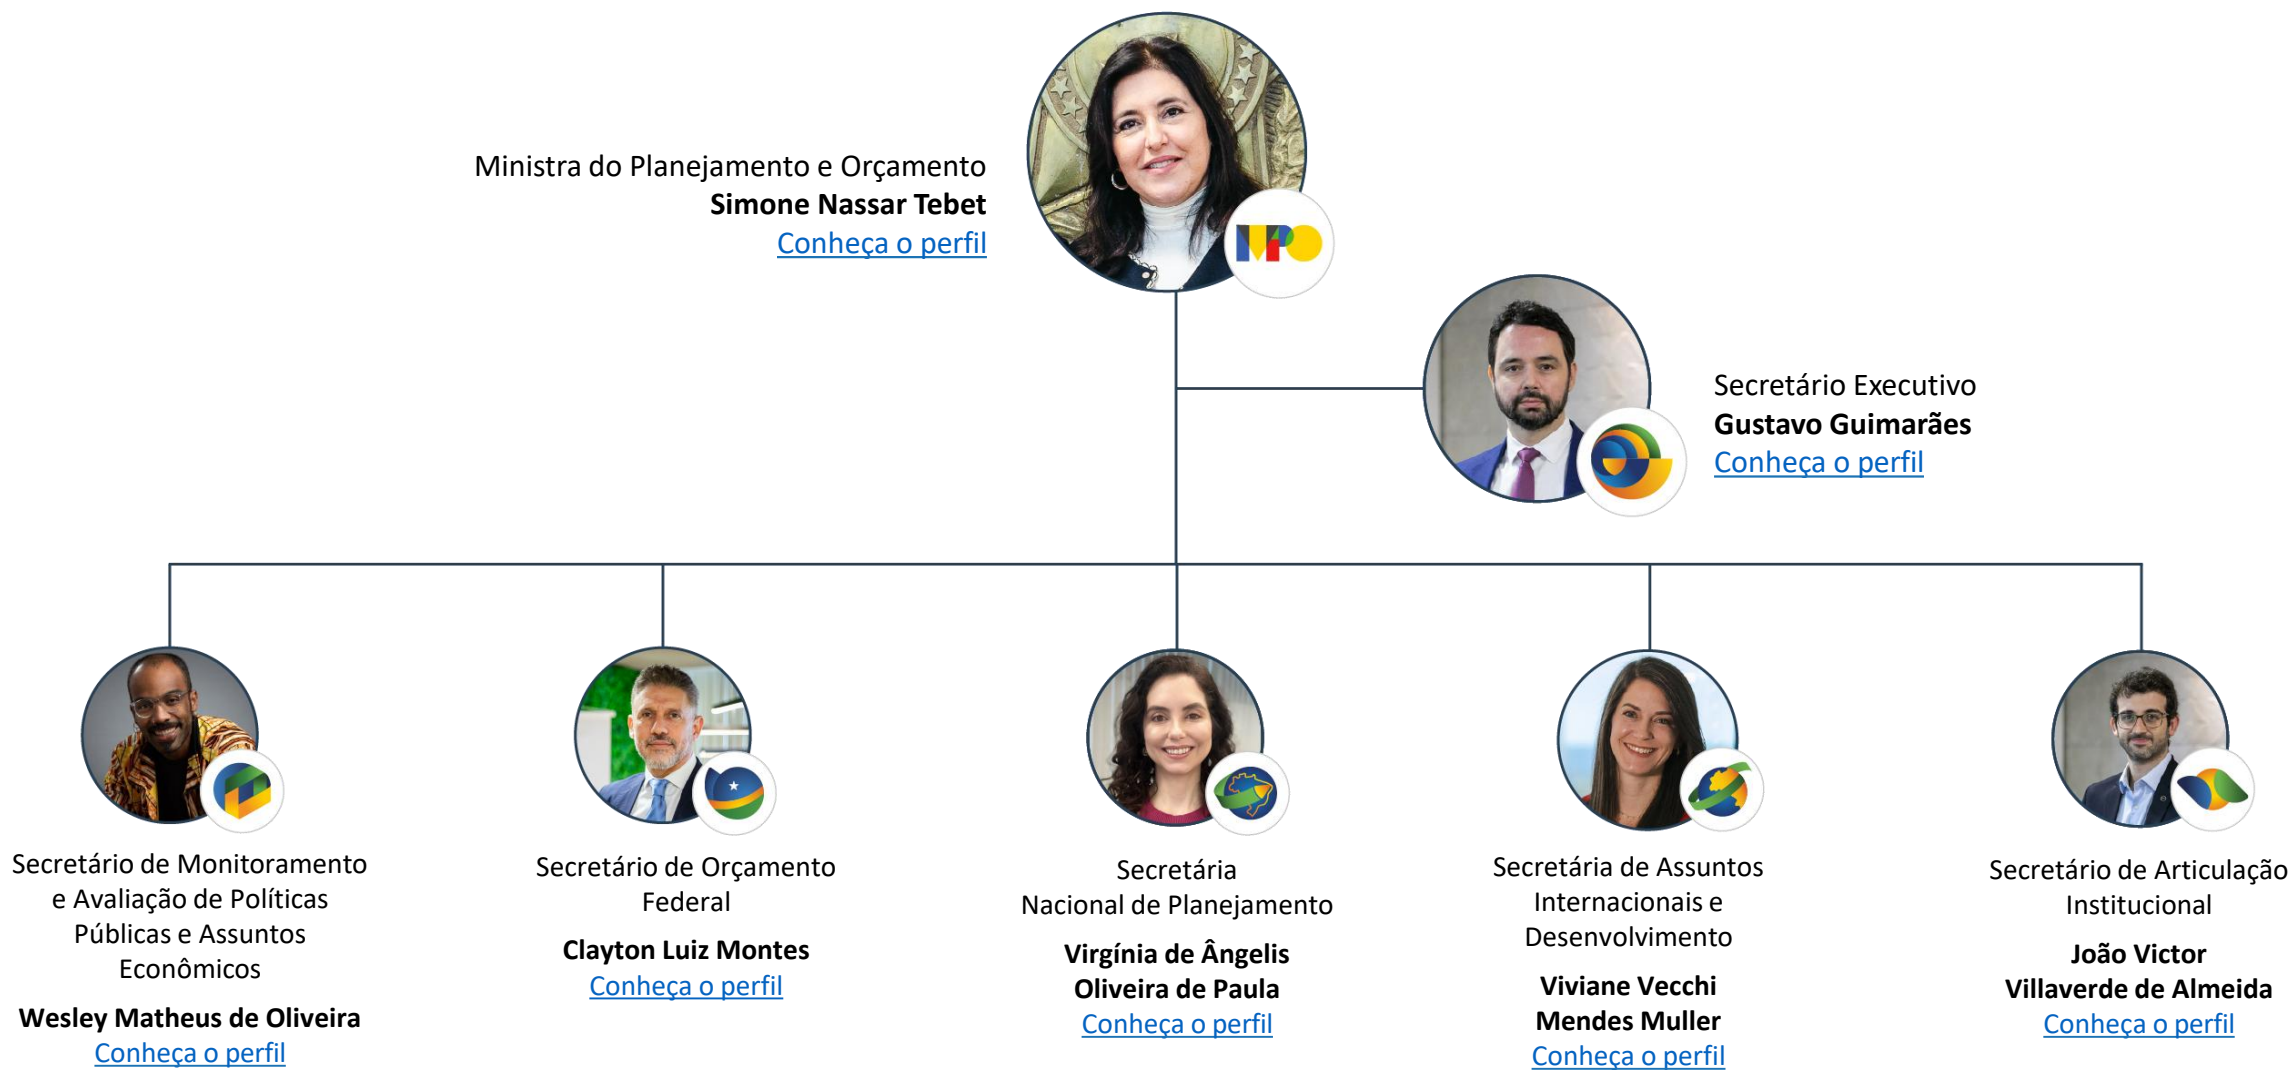 Ministra do Planejamento e Orçamento
Simone Nassar Tebet
Conheça o perfil
MPO
Secretário Executivo
Gustavo Guimarães
Conheça o perfil
Secretário de Monitoramento
e Avaliação de Políticas
Públicas e Assuntos
Econômicos
Wesley Matheus de Oliveira
Conheça o perfil
Secretário de Orçamento
Federal
Clayton Luiz Montes
Conheça o perfil
Secretária
Nacional de Planejamento
Virgínia de Ângelis
Oliveira de Paula
Conheça o perfil
Secretária de Assuntos
Internacionais e
Desenvolvimento
Viviane Vecchi
Mendes Muller
Conheça o perfil
Secretário de Articulação
Institucional
João Victor
Villaverde de Almeida
Conheça o perfil